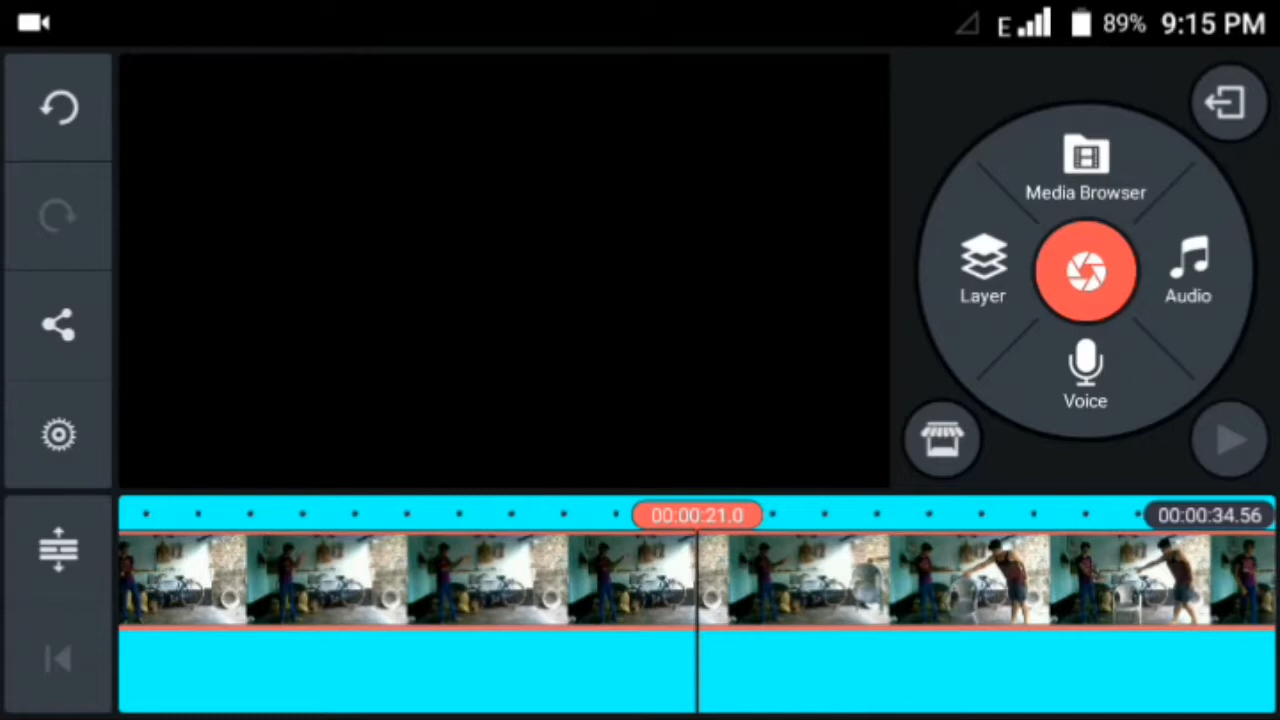 E 89% 9:15 PM
Media Browser
Layer
Audio
Voice
00:00:21.0
00:00:34.56